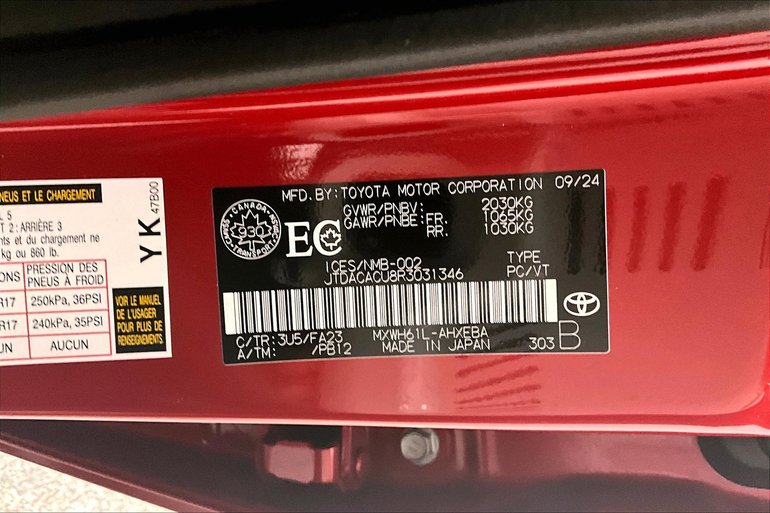 NEUS ET LE CHARGEMENT
L 5
T 2 : ARRIÈRE 3
nts et du chargement ne
kg ou 860 lb.
ONS PRESSION DES PNEUS À FROID
R17 250kPa, 36PSI
R17 240kPa, 35PSI
UN AUCUN
VOIR LE MANUEL
DE L'USAGER
POUR PLUS DE
DÉTAILS
YK
47B00
MFD.BY:TOYOTA MOTOR CORPORATION 09/24
GVWR/PNBV: 2030KG
GAWR/PNBE: FR: 1065KG
RR: 1030KG
CANADA
930
TRANSPORT
EC
ICES/NMB-002 TYPE
JTDACACU8R3031346 PC/VT
C/TR:3U5/FA23 MXWH61L-AHXEBA
A/TM: /PB12 MADE IN JAPAN 303 B